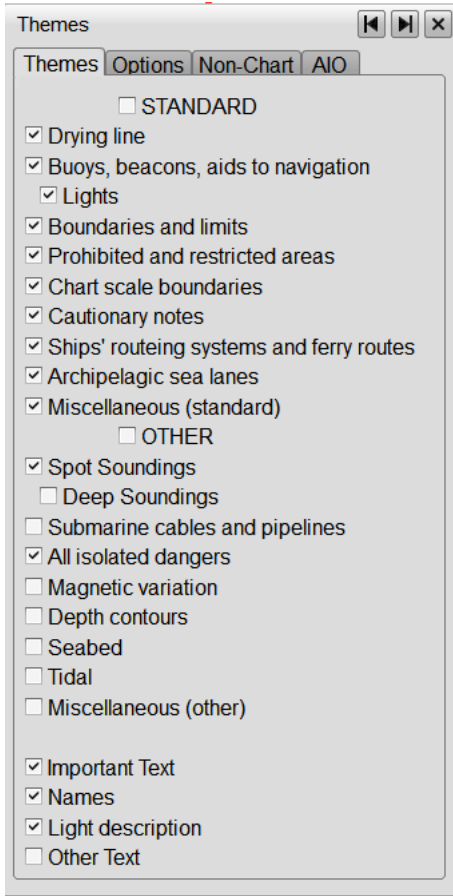 Themes
Themes Options Non-Chart AIO
STANDARD
Drying line
Buoys, beacons, aids to navigation
Lights
Boundaries and limits
Prohibited and restricted areas
Chart scale boundaries
Cautionary notes
Ships' routeing systems and ferry routes
Archipelagic sea lanes
Miscellaneous (standard)
OTHER
Spot Soundings
Deep Soundings
Submarine cables and pipelines
All isolated dangers
Magnetic variation
Depth contours
Seabed
Tidal
Miscellaneous (other)
Important Text
Names
Light description
Other Text